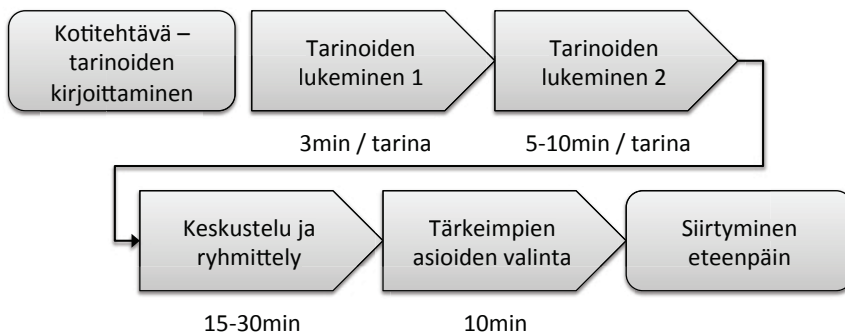 Kotitehtävä –
tarinoiden
kirjoittaminen
Tarinoiden
lukeminen 1
Tarinoiden
lukeminen 2
3min / tarina
5-10min / tarina
Keskustelu ja
ryhmittely
Tärkeimpien
asioiden valinta
Siirtyminen
eteenpäin
15-30min
10min